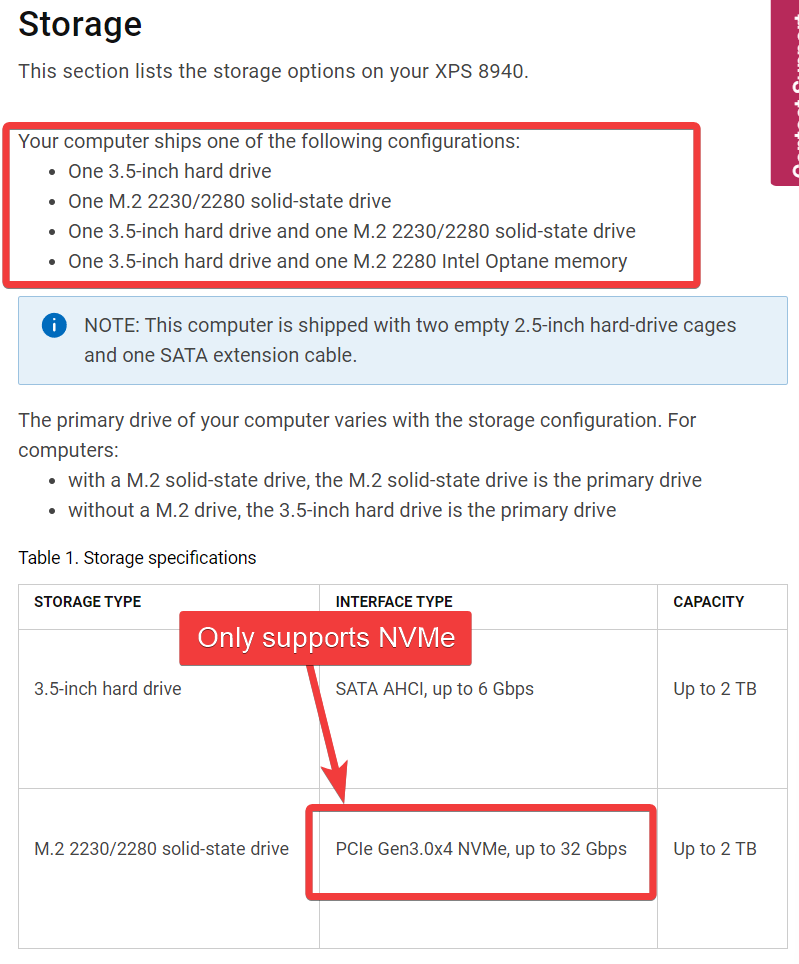 Storage
This section lists the storage options on your XPS 8940.
Your computer ships one of the following configurations:
• One 3.5-inch hard drive
• One M.2 2230/2280 solid-state drive
• One 3.5-inch hard drive and one M.2 2230/2280 solid-state drive
• One 3.5-inch hard drive and one M.2 2280 Intel Optane memory
NOTE: This computer is shipped with two empty 2.5-inch hard-drive cages
and one SATA extension cable.
The primary drive of your computer varies with the storage configuration. For
computers:
• with a M.2 solid-state drive, the M.2 solid-state drive is the primary drive
• without a M.2 drive, the 3.5-inch hard drive is the primary drive
Table 1. Storage specifications
STORAGE TYPE INTERFACE TYPE CAPACITY
Only supports NVMe
3.5-inch hard drive SATA AHCI, up to 6 Gbps Up to 2 TB
M.2 2230/2280 solid-state drive PCIe Gen3.0x4 NVMe, up to 32 Gbps Up to 2 TB